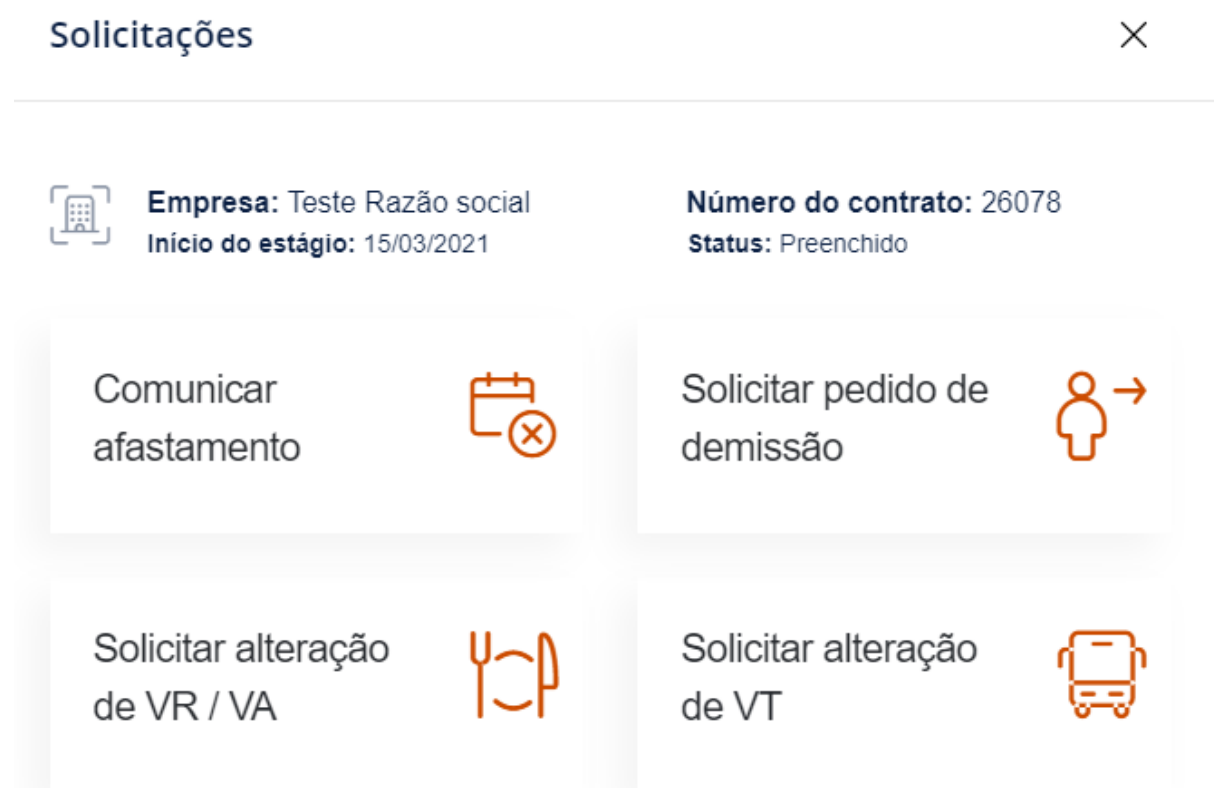 Solicitações
Empresa: Teste Razão social
Início do estágio: 15/03/2021
Número do contrato: 26078
Status: Preenchido
Comunicar
afastamento
Solicitar pedido de
demissão
Solicitar alteração
de VR / VA
Solicitar alteração
de VT